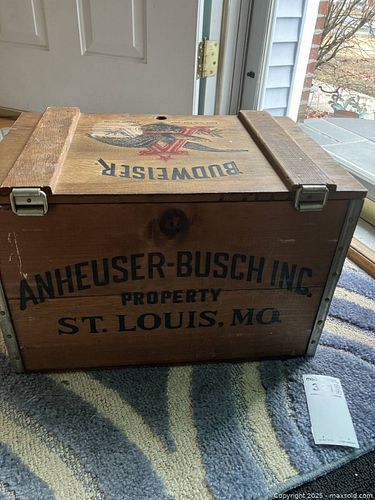 BUDWEISER
ANHEUSER-BUSCH INC.
PROPERTY
ST. LOUIS, MO.
Copyright 2025 - maxsold.com